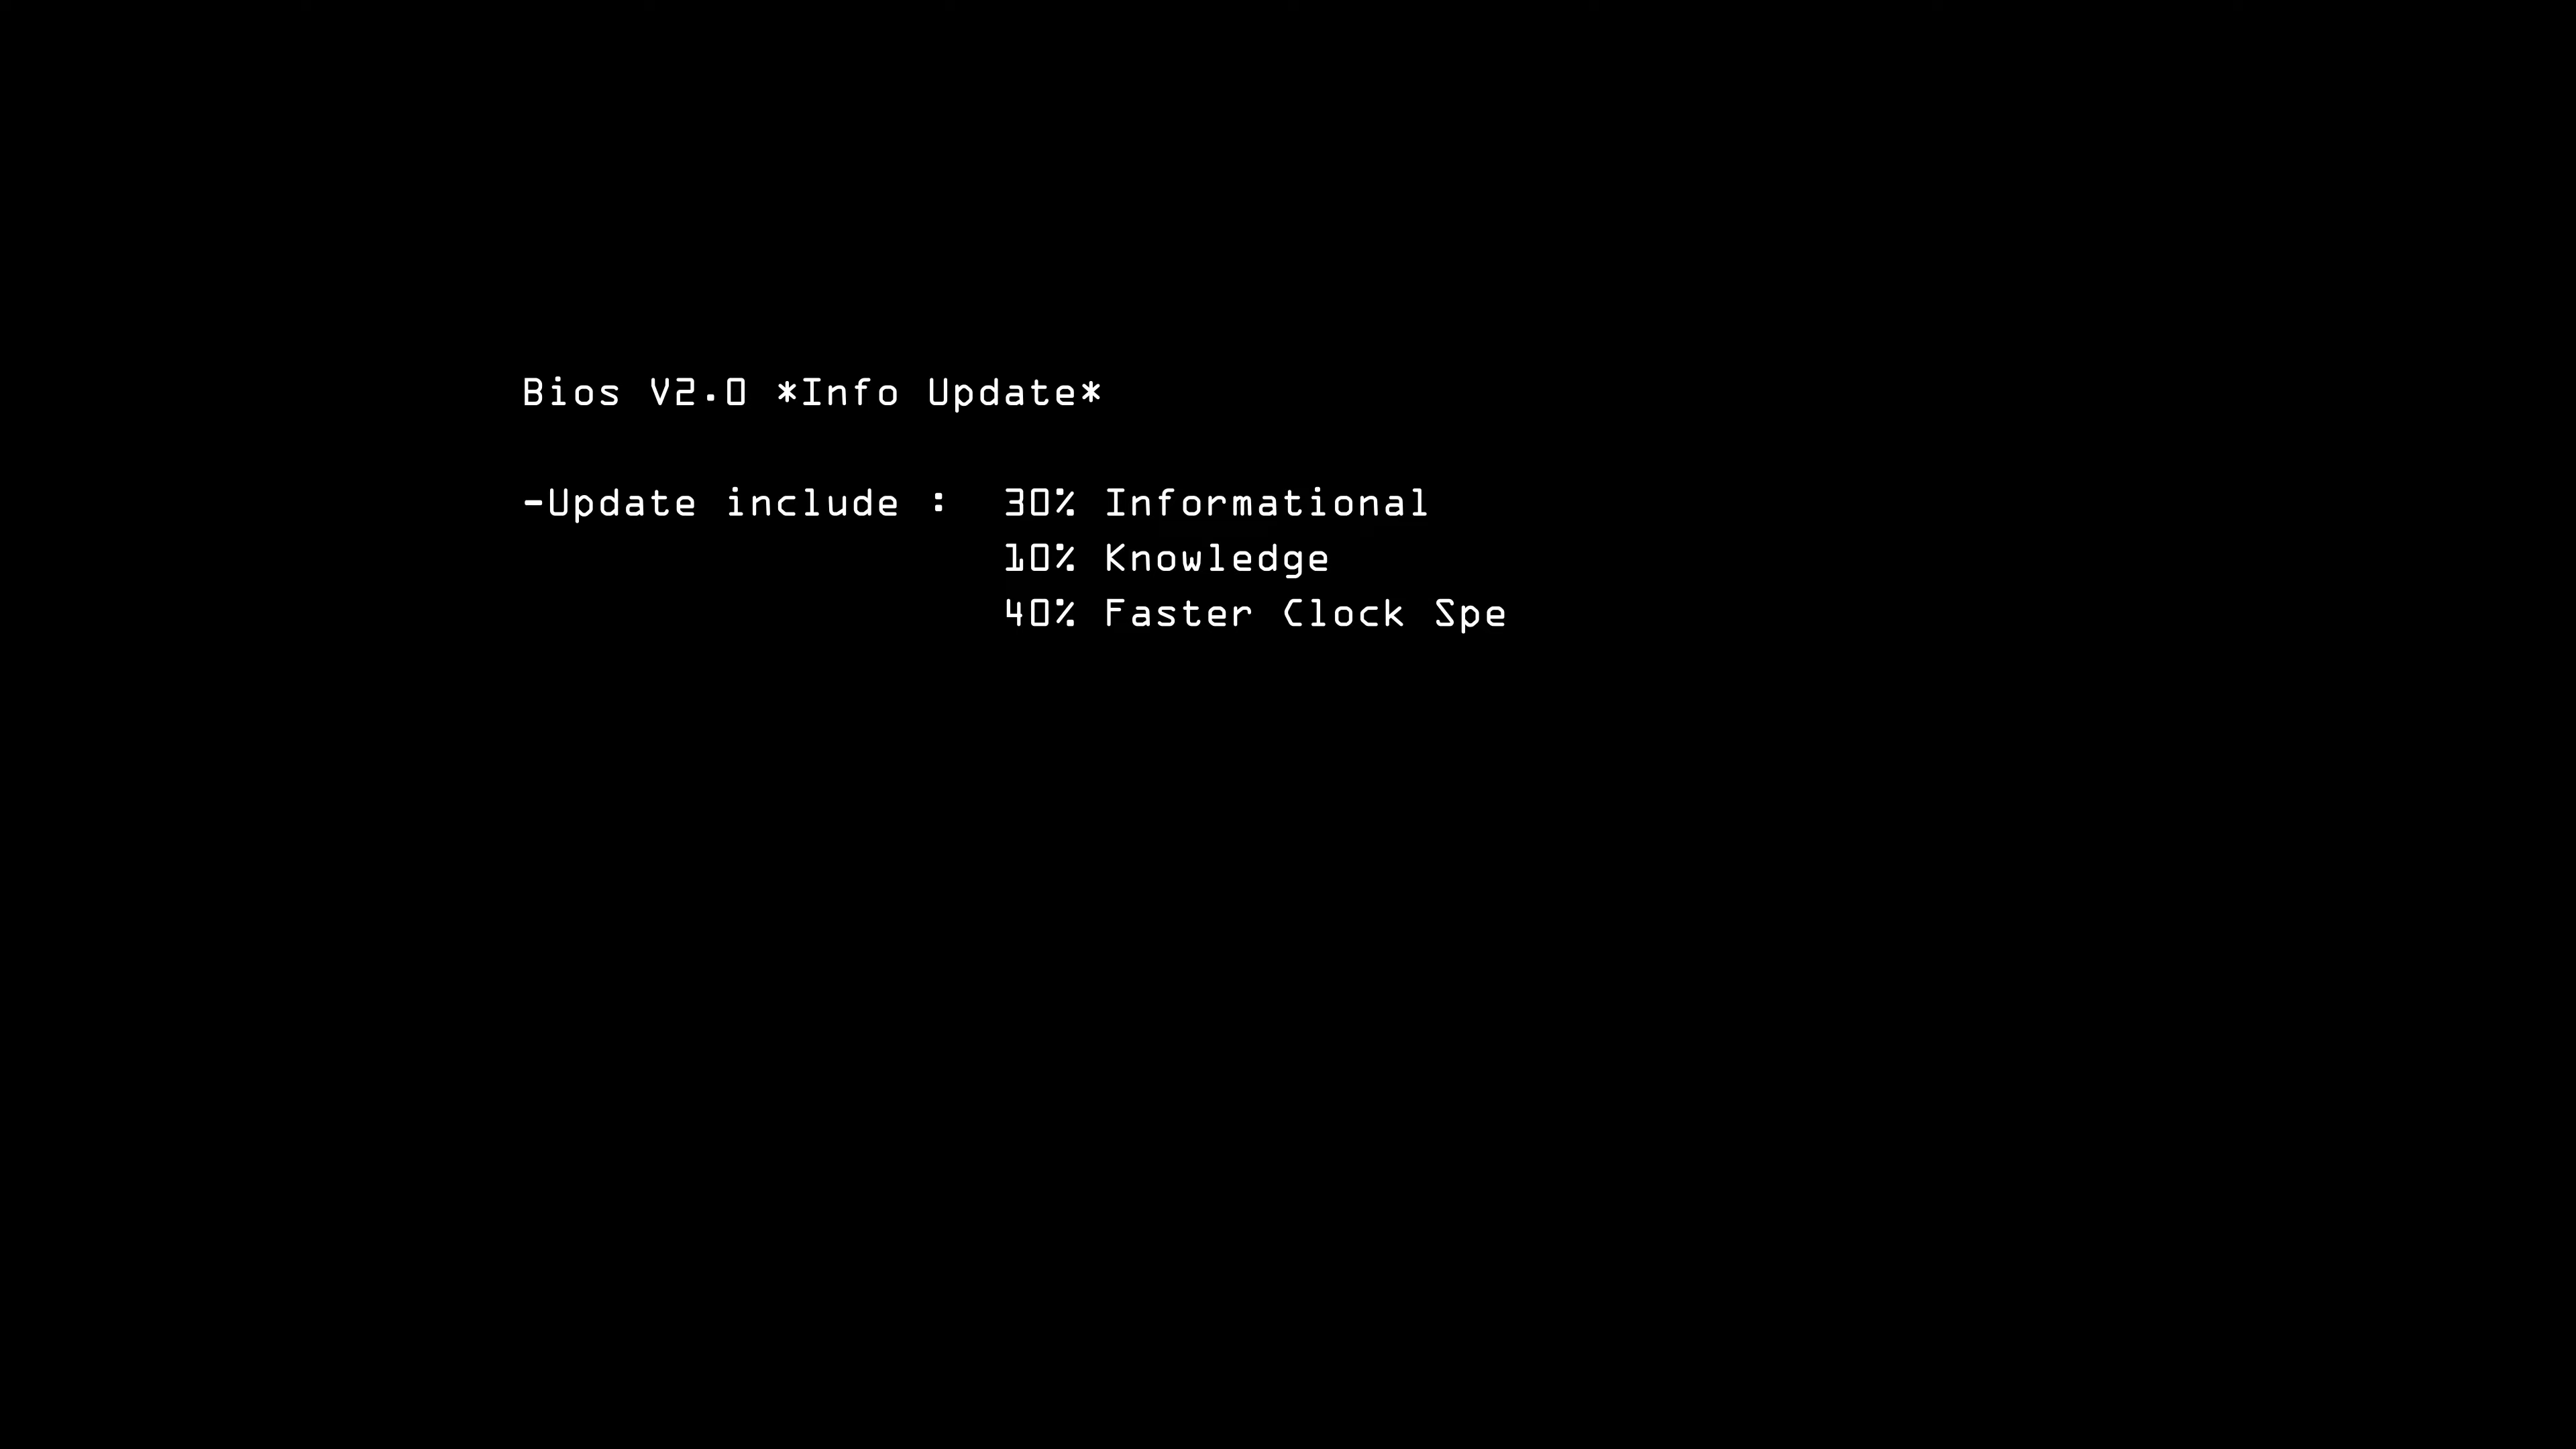 Bios V2.0 *Info Update*
-Update include : 30% Informational
10% Knowledge
40% Faster Clock Spe